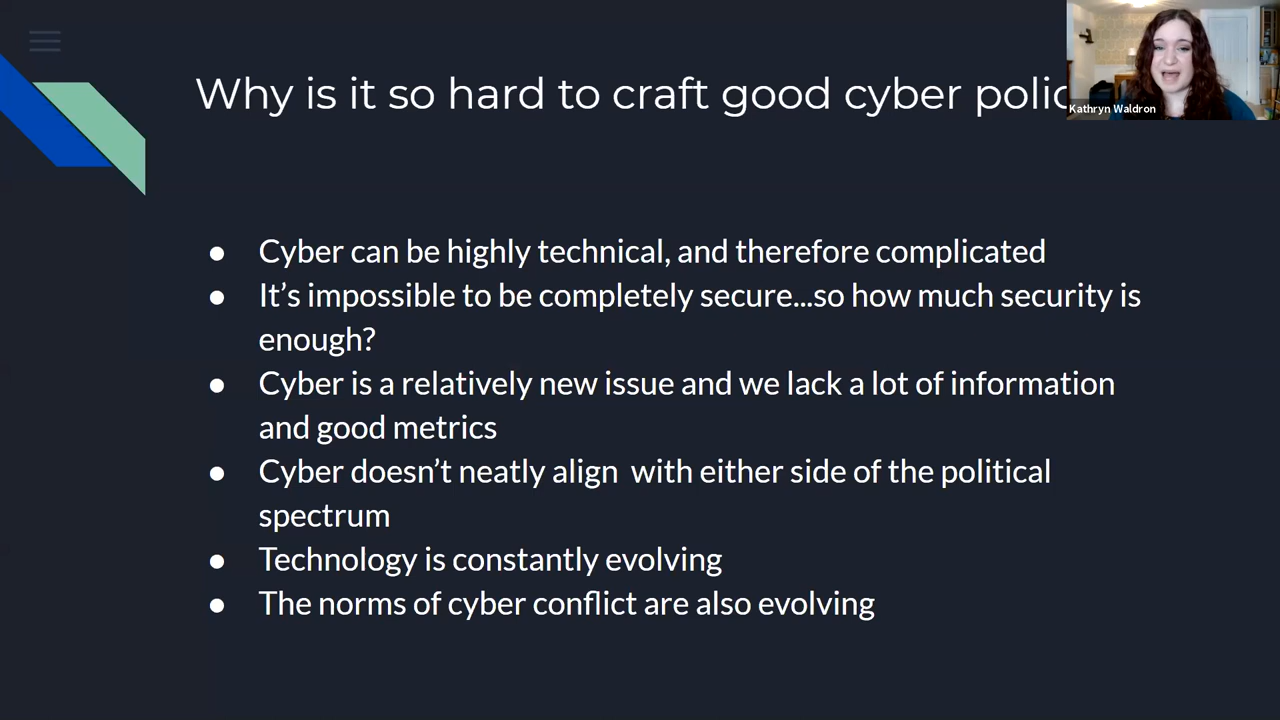 Why is it so hard to craft good cyber
Kathryn Waldron
● Cyber can be highly technical, and therefore complicated
● It’s impossible to be completely secure...so how much security is
enough?
● Cyber is a relatively new issue and we lack a lot of information
and good metrics
● Cyber doesn’t neatly align  with either side of the political
spectrum
● Technology is constantly evolving
● The norms of cyber conflict are also evolving